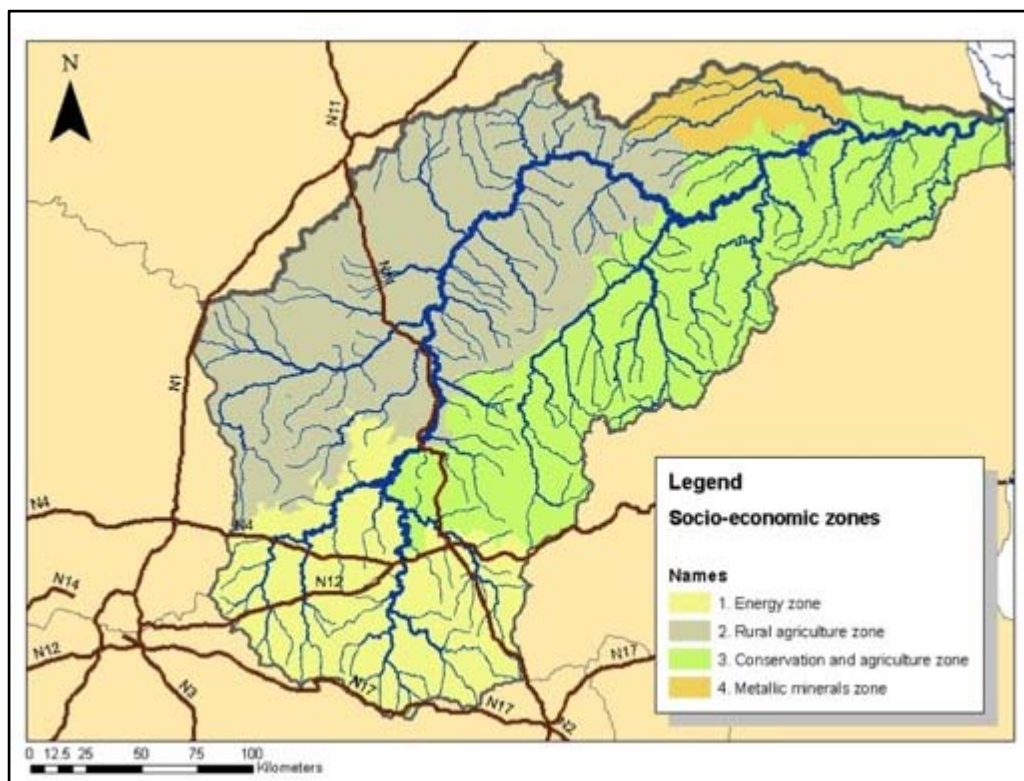 N
N11
N11
N1
N4
N4
N12
N14
N12
N3
N17
N17
N17
N2
Legend
Socio-economic zones
Names
1. Energy zone
2. Rural agriculture zone
3. Conservation and agriculture zone
4. Metallic minerals zone
0 12.5 25 50 75 100
Kilometers